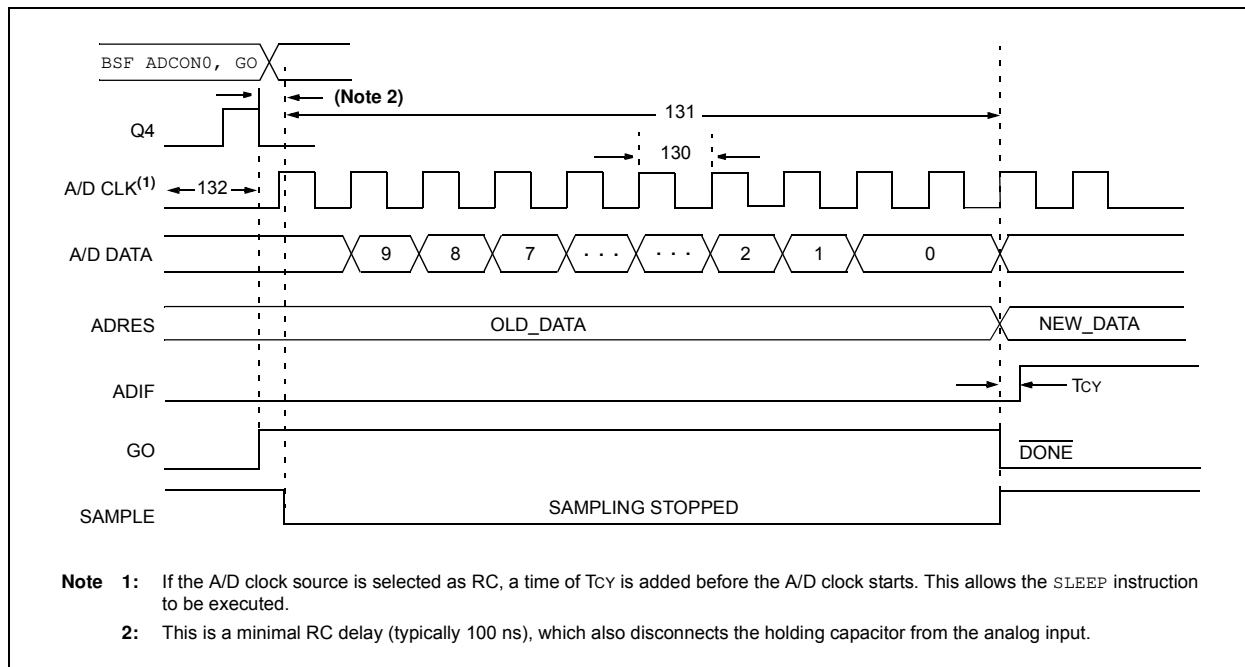 BSF ADCON0, GO
(Note 2)
131
Q4
130
A/D CLK(1)
132
A/D DATA
9 8 7 . . . . . . 2 1 0
ADRES
OLD_DATA
NEW_DATA
ADIF
TCY
GO
DONE
SAMPLE
SAMPLING STOPPED
Note 1: If the A/D clock source is selected as RC, a time of TCY is added before the A/D clock starts. This allows the SLEEP instruction
to be executed.
2: This is a minimal RC delay (typically 100 ns), which also disconnects the holding capacitor from the analog input.